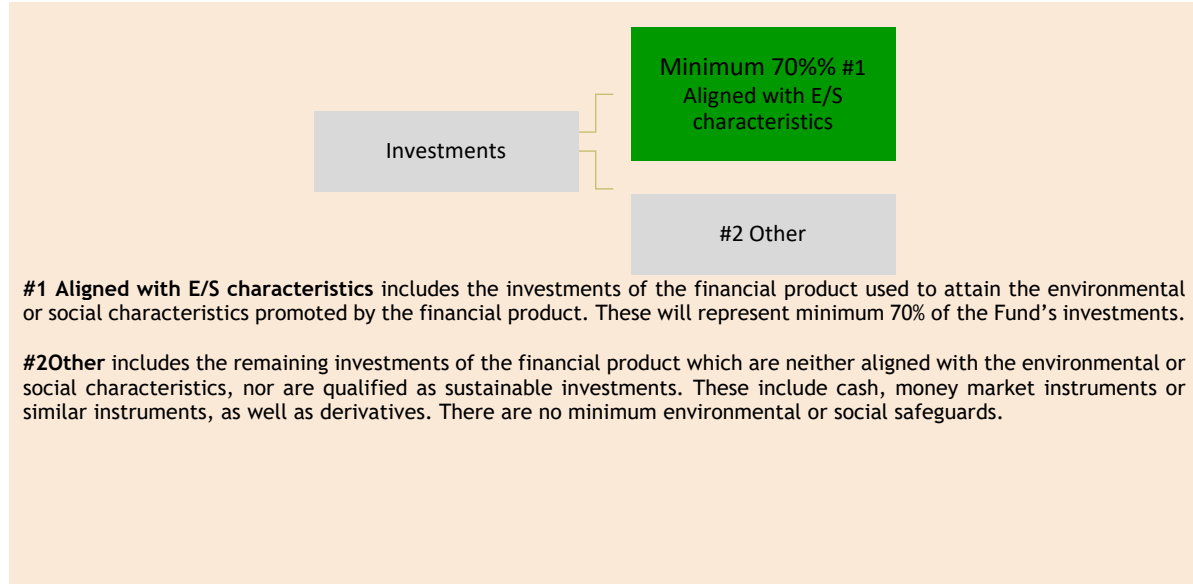 Minimum 70%% #1
Aligned with E/S
characteristics
Investments
#2 Other
#1 Aligned with E/S characteristics includes the investments of the financial product used to attain the environmental
or social characteristics promoted by the financial product. These will represent minimum 70% of the Fund’s investments.
#2Other includes the remaining investments of the financial product which are neither aligned with the environmental or
social characteristics, nor are qualified as sustainable investments. These include cash, money market instruments or
similar instruments, as well as derivatives. There are no minimum environmental or social safeguards.